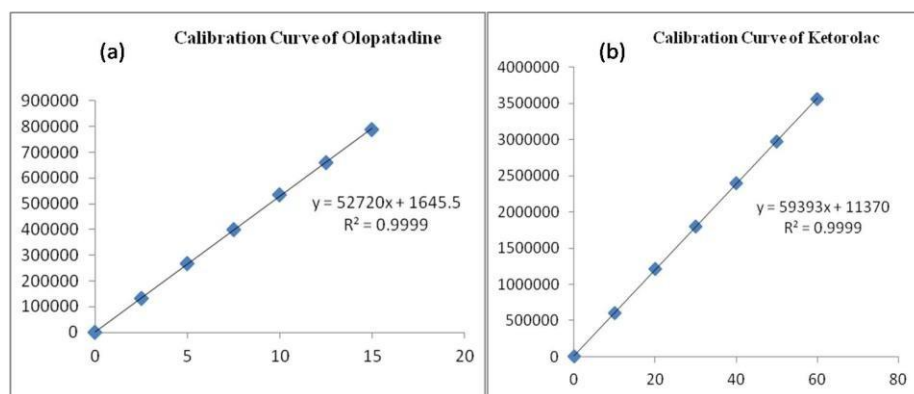 (a) Calibration Curve of Olopatadine
900000
800000
700000
600000
500000
400000
300000
200000
100000
0
y = 52720x + 1645.5
R² = 0.9999
0 5 10 15 20
(b) Calibration Curve of Ketorolac
4000000
3500000
3000000
2500000
2000000
1500000
1000000
500000
0
y = 59393x + 11370
R² = 0.9999
0 20 40 60 80